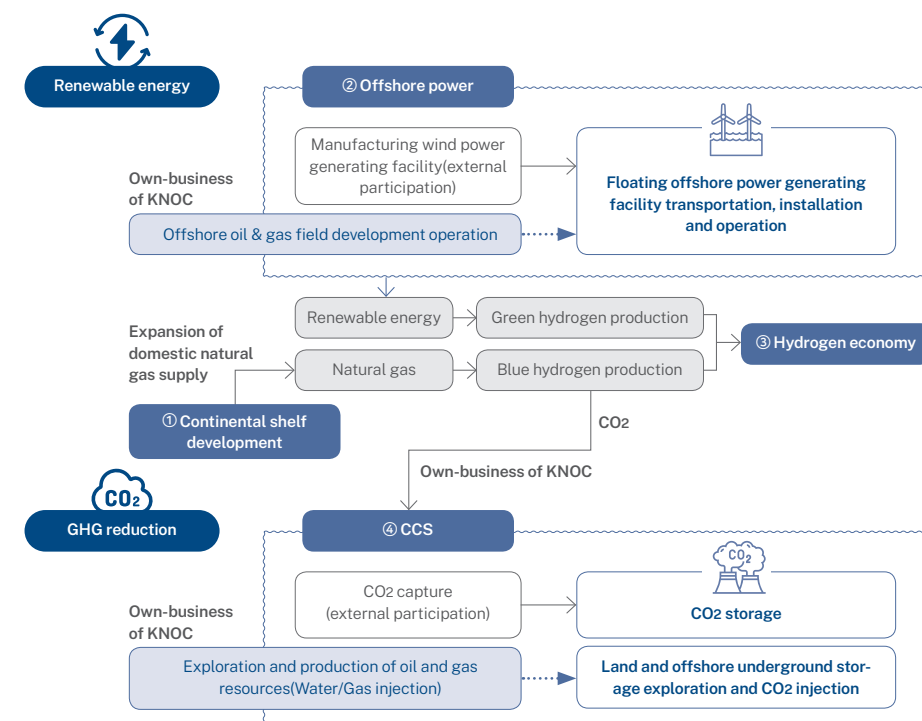 Renewable energy
② Offshore power
Manufacturing wind power
generating facility(external
participation)
Floating offshore power generating
facility transportation, installation
and operation
Own-business
of KNOC
Offshore oil & gas field development operation
Renewable energy
Green hydrogen production
Expansion of
domestic natural
gas supply
③ Hydrogen economy
Natural gas
Blue hydrogen production
① Continental shelf
development
CO2
Own-business of KNOC
CO2
GHG reduction
④ CCS
CO2
CO2 capture
(external participation)
CO2 storage
Own-business
of KNOC
Exploration and production of oil and gas
resources(Water/Gas injection)
Land and offshore underground stor-
age exploration and CO2 injection